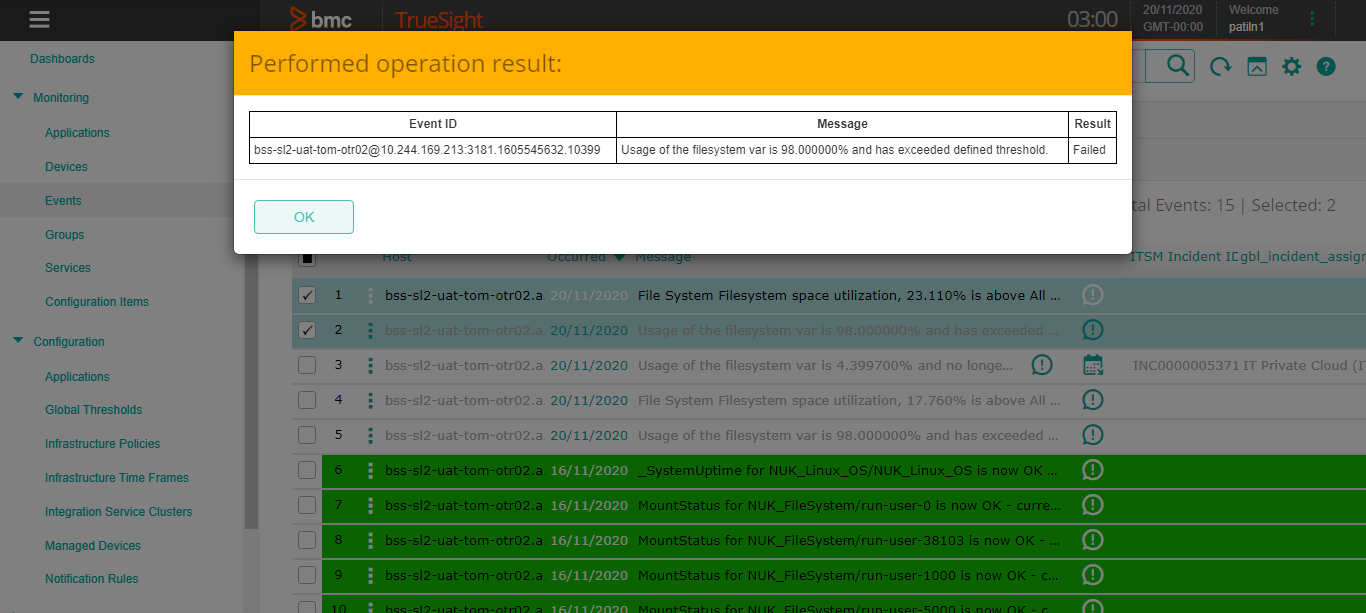 bmc TrueSight
03:00
20/11/2020
GMT-00:00
Welcome
patiln1
Dashboards
Monitoring
Applications
Devices
Events
Groups
Services
Configuration Items
Configuration
Applications
Global Thresholds
Infrastructure Policies
Infrastructure Time Frames
Integration Service Clusters
Managed Devices
Notification Rules
Performed operation result:
Event ID Message Result
bss-sl2-uat-tom-otr02@10.244.169.213:3181.1605545632.10399 Usage of the filesystem var is 98.000000% and has exceeded defined threshold. Failed
OK
tal Events: 15 | Selected: 2
Host Occurred Message ITSM Incident ID gbl_incident_assign
1 bss-sl2-uat-tom-otr02.a 20/11/2020 File System Filesystem space utilization, 23.110% is above All ...
2 bss-sl2-uat-tom-otr02.a 20/11/2020 Usage of the filesystem var is 98.000000% and has exceeded ...
3 bss-sl2-uat-tom-otr02.a 20/11/2020 Usage of the filesystem var is 4.399700% and no longe... INC0000005371 IT Private Cloud (IT
4 bss-sl2-uat-tom-otr02.a 20/11/2020 File System Filesystem space utilization, 17.760% is above All ...
5 bss-sl2-uat-tom-otr02.a 20/11/2020 Usage of the filesystem var is 98.000000% and has exceeded ...
6 bss-sl2-uat-tom-otr02.a 16/11/2020 _SystemUptime for NUK_Linux_OS/NUK_Linux_OS is now OK ...
7 bss-sl2-uat-tom-otr02.a 16/11/2020 MountStatus for NUK_FileSystem/run-user-0 is now OK - curre...
8 bss-sl2-uat-tom-otr02.a 16/11/2020 MountStatus for NUK_FileSystem/run-user-38103 is now OK - ...
9 bss-sl2-uat-tom-otr02.a 16/11/2020 MountStatus for NUK_FileSystem/run-user-1000 is now OK - c...
10 bss-sl2-uat-tom-otr02.a 16/11/2020 MountStatus for NUK_FileSystem/run-user-5000 is now OK - c...